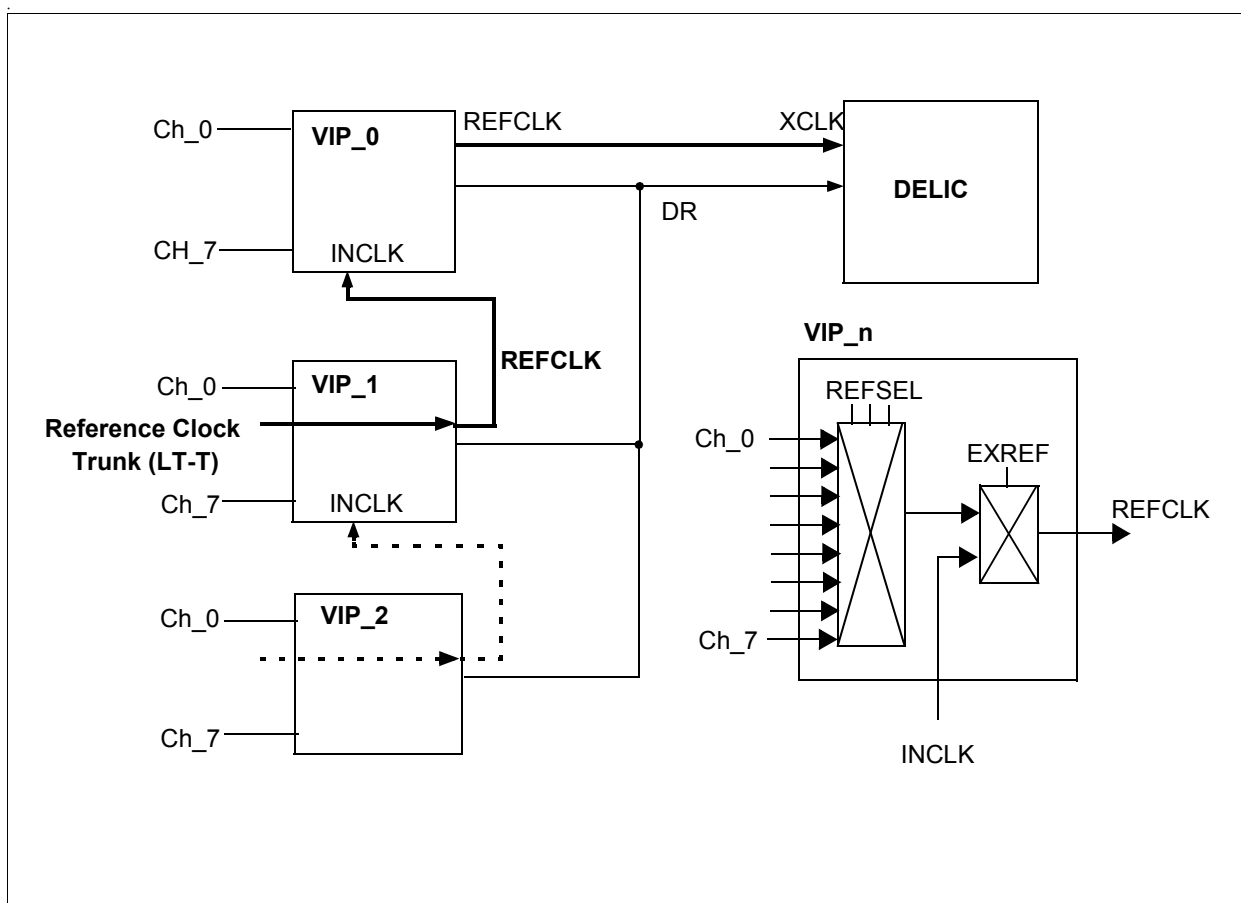 Ch_0
VIP_0
REFCLK
XCLK
DELIC
DR
CH_7
INCLK
REFCLK
Ch_0
VIP_1
Reference Clock
Trunk (LT-T)
Ch_7
INCLK
Ch_0
VIP_2
Ch_7
VIP_n
REFSEL
Ch_0
EXREF
REFCLK
Ch_7
INCLK